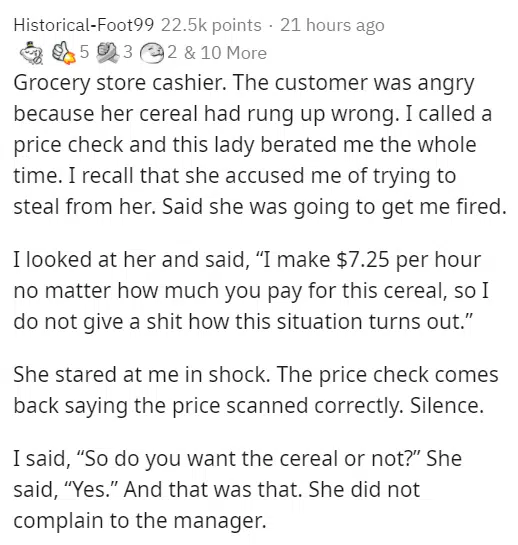 Historical-Foot99 22.5k points · 21 hours ago
5 3 2 & 10 More
Grocery store cashier. The customer was angry
because her cereal had rung up wrong. I called a
price check and this lady berated me the whole
time. I recall that she accused me of trying to
steal from her. Said she was going to get me fired.
I looked at her and said, “I make $7.25 per hour
no matter how much you pay for this cereal, so I
do not give a shit how this situation turns out.”
She stared at me in shock. The price check comes
back saying the price scanned correctly. Silence.
I said, “So do you want the cereal or not?” She
said, “Yes.” And that was that. She did not
complain to the manager.